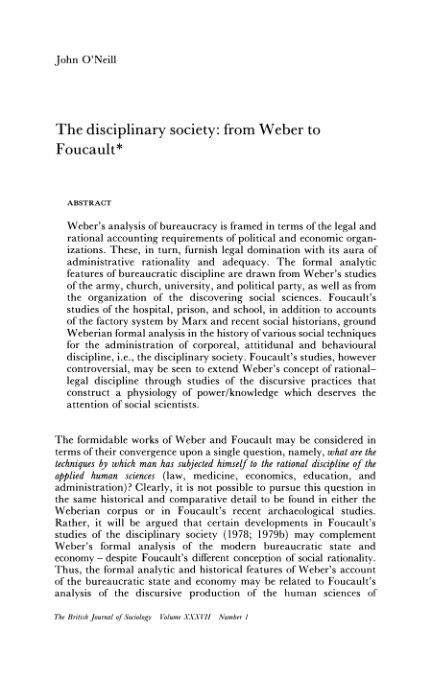 John O'Neill
The disciplinary society: from Weber to
Foucault*
ABSTRACT
Weber's analysis of bureaucracy is framed in terms of the legal and
rational accounting requirements of political and economic organ-
izations. These, in turn, furnish legal domination with its aura of
administrative rationality and adequacy. The formal analytic
features of bureaucratic discipline are drawn from Weber's studies
of the army, church, university, and political party, as well as from
the organization of the discovering social sciences. Foucault's
studies of the hospital, prison, and school, in addition to accounts
of the factory system by Marx and recent social historians, ground
Weberian formal analysis in the history of various social techniques
for the administration of corporeal, attitidunal and behavioural
discipline, i.e., the disciplinary society. Foucault's studies, however
controversial, may be seen to extend Weber's concept of rational–
legal discipline through studies of the discursive practices that
construct a physiology of power/knowledge which deserves the
attention of social scientists.
The formidable works of Weber and Foucault may be considered in
terms of their convergence upon a single question, namely, what are the
techniques by which man has subjected himself to the rational discipline of the
applied human sciences (law, medicine, economics, education, and
administration)? Clearly, it is not possible to pursue this question in
the same historical and comparative detail to be found in either the
Weberian corpus or in Foucault's recent archaeological studies.
Rather, it will be argued that certain developments in Foucault's
studies of the disciplinary society (1978; 1979b) may complement
Weber's formal analysis of the modern bureaucratic state and
economy – despite Foucault's different conception of social rationality.
Thus, the formal analytic and historical features of Weber's account
of the bureaucratic state and economy may be related to Foucault's
analysis of the discursive production of the human sciences of
The British Journal of Sociology Volume XXXVII Number 1